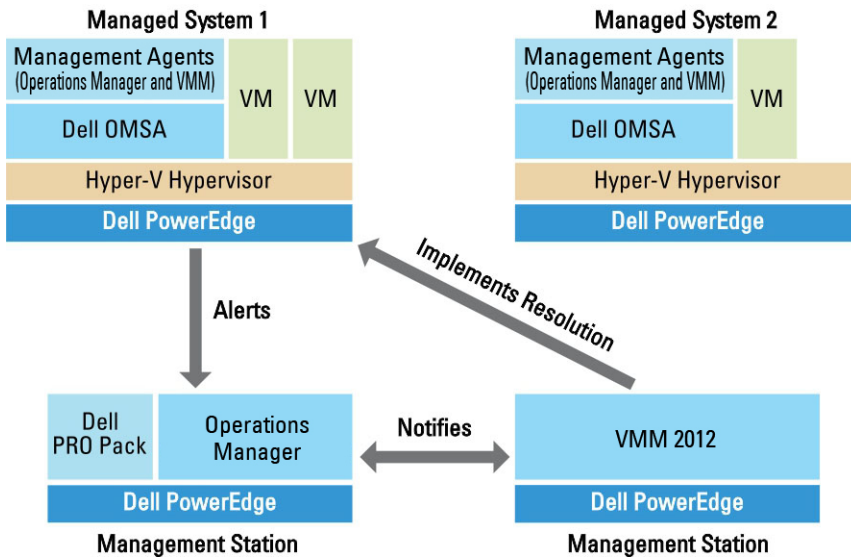 Managed System 1
Management Agents
(Operations Manager and VMM)
VM
VM
Dell OMSA
Hyper-V Hypervisor
Dell PowerEdge
Managed System 2
Management Agents
(Operations Manager and VMM)
VM
Dell OMSA
Hyper-V Hypervisor
Dell PowerEdge
Alerts
Implements Resolution
Dell
PRO Pack
Operations
Manager
Dell PowerEdge
Management Station
Notifies
VMM 2012
Dell PowerEdge
Management Station